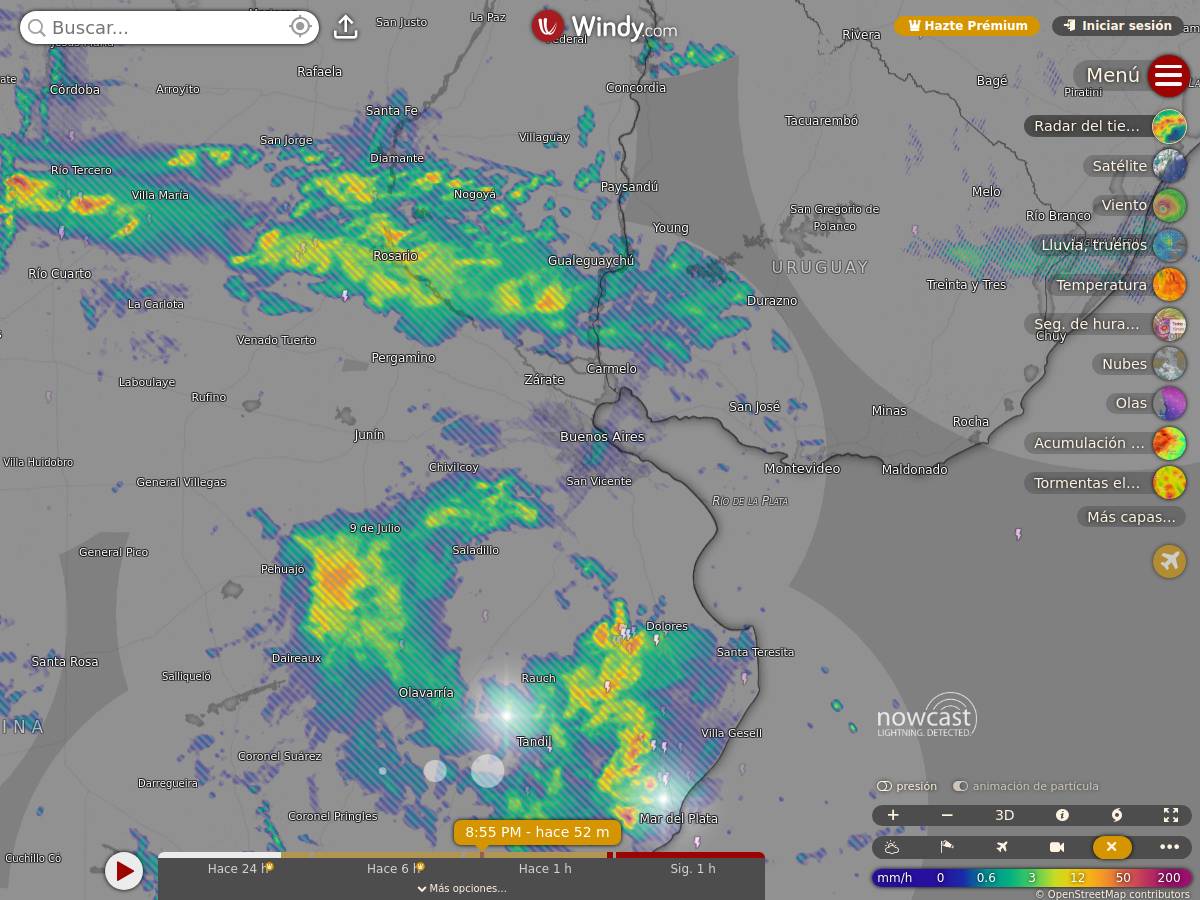 Buscar...
Windy.com
Hazte Prémium
Iniciar sesión
Menú
Radar del tie...
Satélite
Viento
Lluvia, truenos
Temperatura
Seg. de hura...
Nubes
Olas
Acumulación ...
Tormentas el...
Más capas...
San Justo
La Paz
Federal
Rivera
Rafaela
Concordia
Bagé
Piratini
Córdoba
Arroyito
Santa Fe
Tacuarembó
San Jorge
Villaguay
Diamante
Río Tercero
Villa María
Nogoyá
Paysandú
Melo
San Gregorio de
Polanco
Río Branco
Young
Rosario
Gualeguaychú
URUGUAY
Río Cuarto
La Carlota
Durazno
Treinta y Tres
Venado Tuerto
Pergamino
Chuy
Carmelo
Zárate
Laboulaye
Rufino
San José
Minas
Rocha
Junín
Buenos Aires
Villa Huidobro
Chivilcoy
Montevideo
Maldonado
General Villegas
San Vicente
Río de la Plata
9 de Julio
General Pico
Saladillo
Pehuajó
Dolores
Santa Teresita
Santa Rosa
Daireaux
Salliqueló
Rauch
Olavarría
INA
Tandil
Villa Gesell
Coronel Suárez
Darregueira
Coronel Pringles
Mar del Plata
Cuchillo Có
nowcast
LIGHTNING. DETECTED.
presión
animación de partícula
3D
8:55 PM - hace 52 m
Hace 24 h
Hace 6 h
Hace 1 h
Sig. 1 h
Más opciones...
mm/h 0 0.6 3 12 50 200
© OpenStreetMap contributors